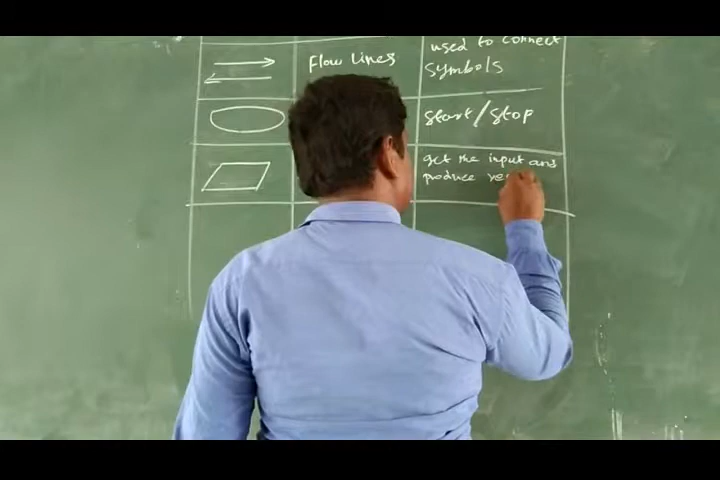 used to connect
Flow Lines
symbols
start/stop
get the input and
produce